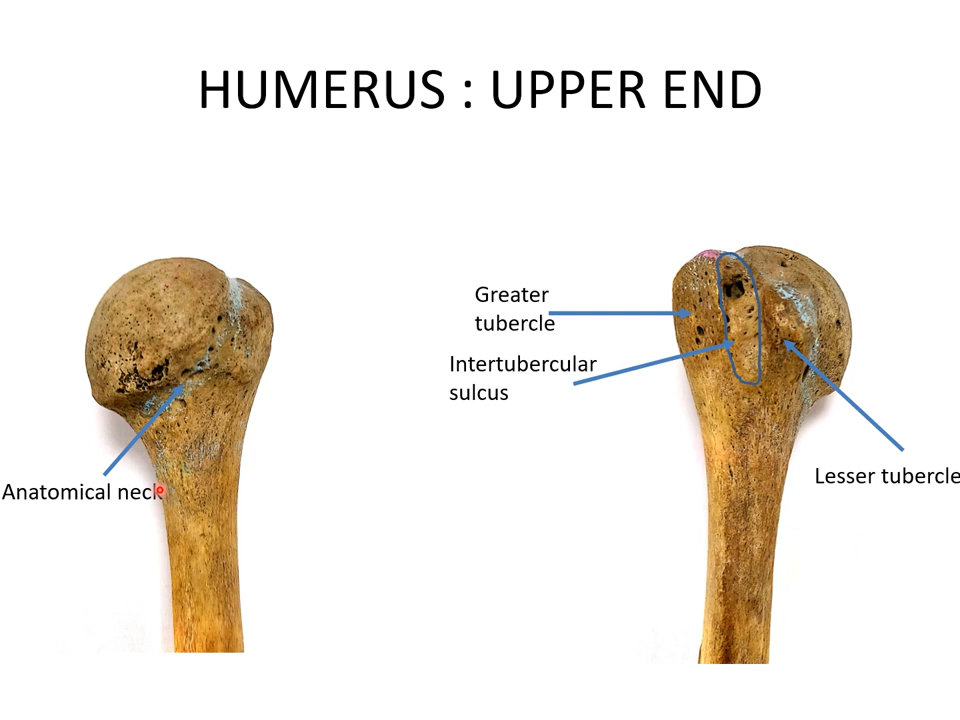 HUMERUS : UPPER END
Greater
tubercle
Intertubercular
sulcus
Lesser tubercle
Anatomical neck